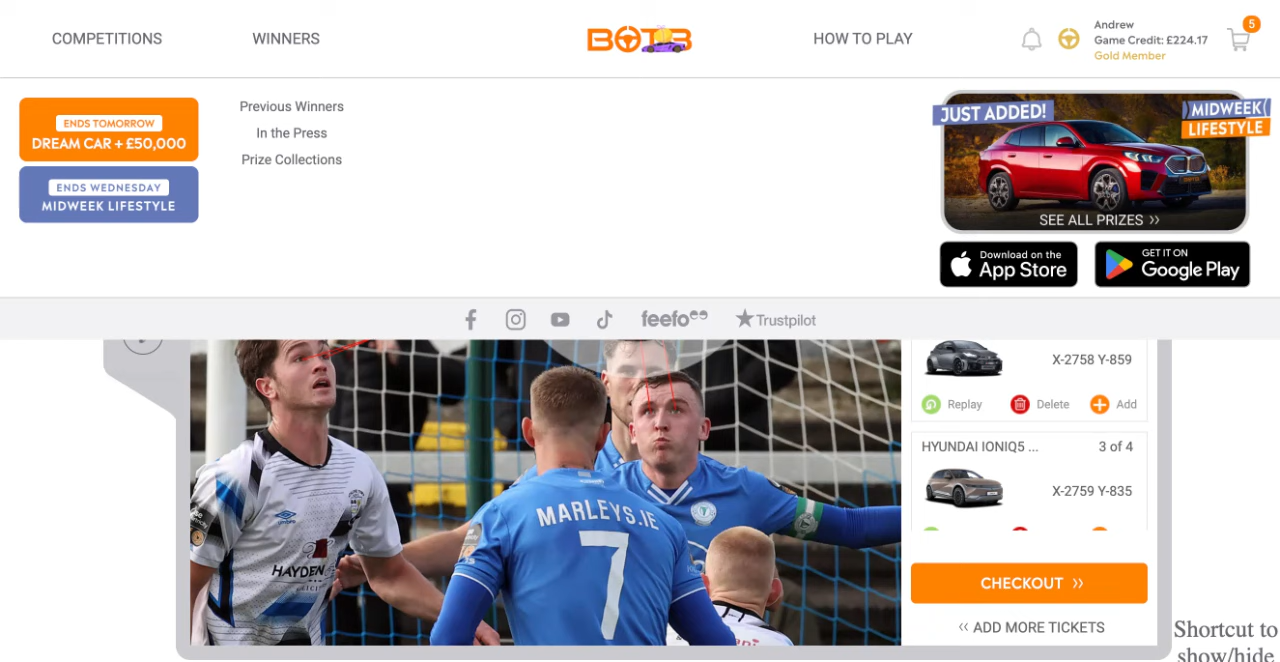 COMPETITIONS
WINNERS
BOTB
HOW TO PLAY
Andrew
Game Credit: £224.17
Gold Member
5
ENDS TOMORROW
DREAM CAR + £50,000
ENDS WEDNESDAY
MIDWEEK LIFESTYLE
Previous Winners
In the Press
Prize Collections
JUST ADDED!
MIDWEEK
LIFESTYLE
SEE ALL PRIZES
Download on the
App Store
GET IT ON
Google Play
feefo
Trustpilot
X-2758 Y-859
Replay
Delete
Add
HYUNDAI IONIQ5 ...
3 of 4
X-2759 Y-835
MARLEYS.IE
7
umbro
HAYDEN
CHECKOUT
ADD MORE TICKETS
Shortcut to
show/hide